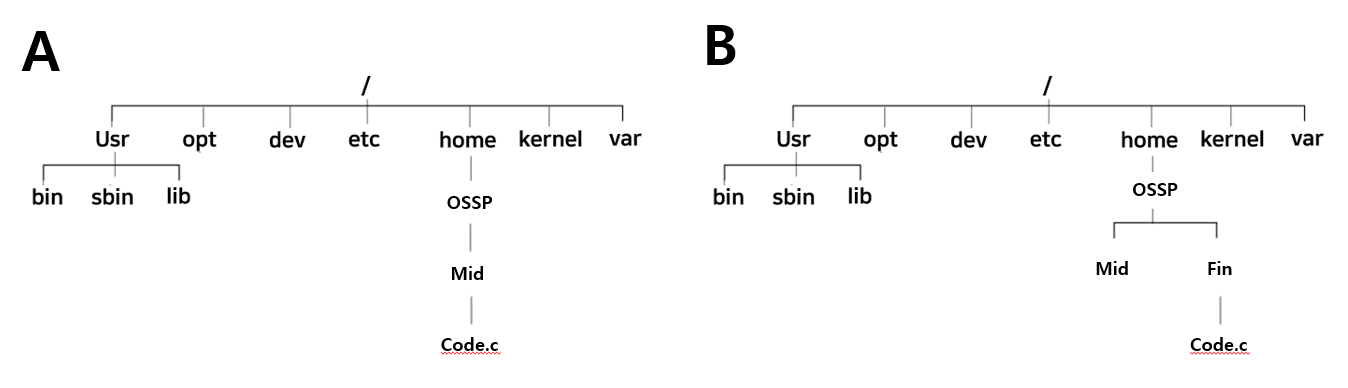 A
/
Usr opt dev etc home kernel var
bin sbin lib
OSSP
Mid
Code.c
B
/
Usr opt dev etc home kernel var
bin sbin lib
OSSP
Mid Fin
Code.c